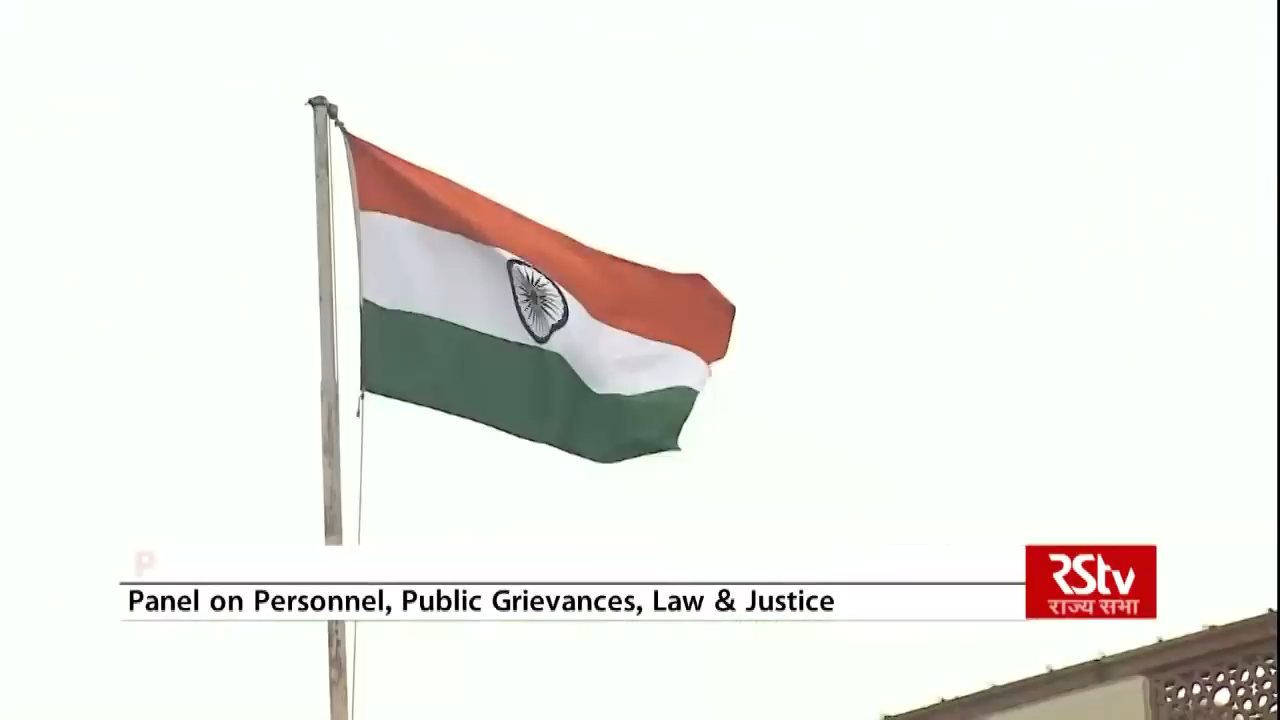 P
Panel on Personnel, Public Grievances, Law & Justice
RStv
राज्य सभा